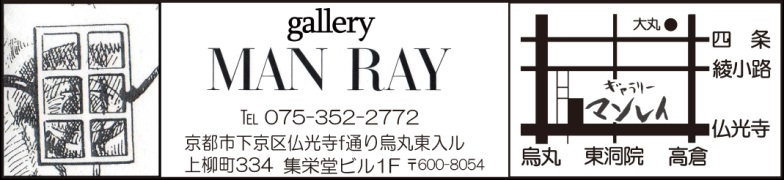 gallery
MAN RAY
TEL 075-352-2772
京都市下京区仏光寺f通り烏丸東入ル
上柳町334 集栄堂ビル1F 〒600-8054
大丸
四条
綾小路
ギャラリー
マンレイ
仏光寺
烏丸 東洞院 高倉